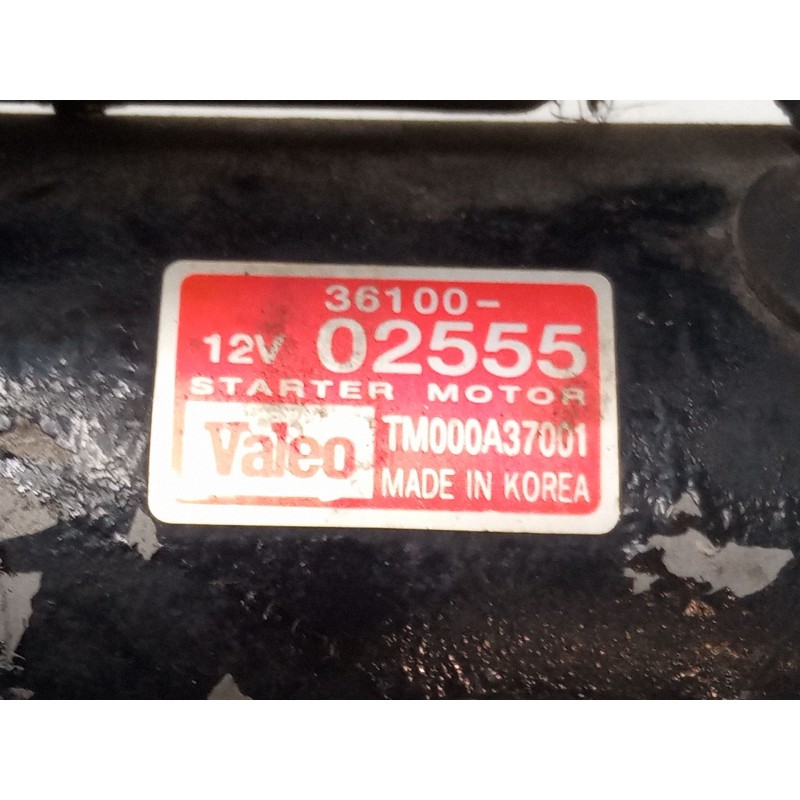 36100-
12V 02555
STARTER MOTOR
Valeo TM000A37001
MADE IN KOREA